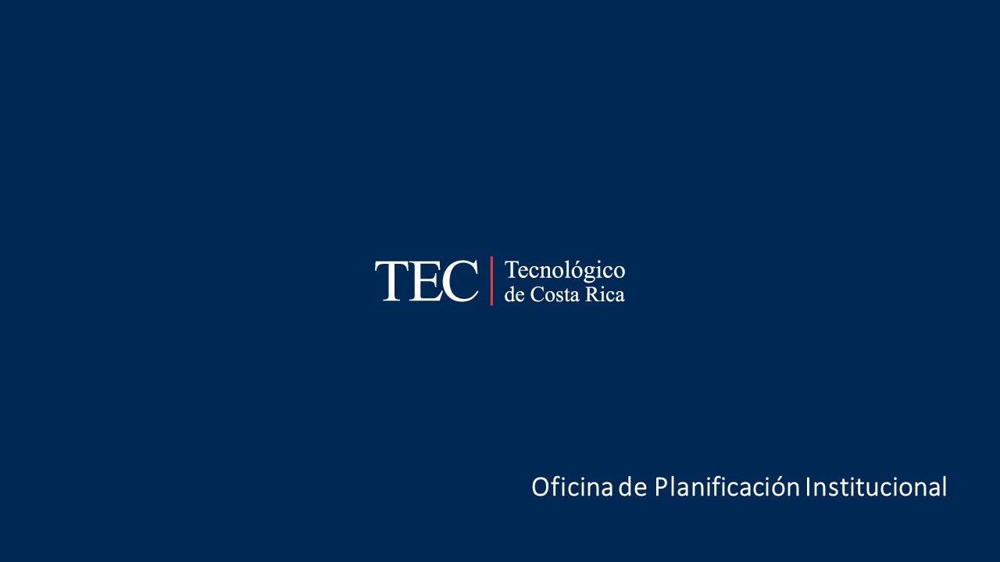 TEC
Tecnológico
de Costa Rica
Oficina de Planificación Institucional